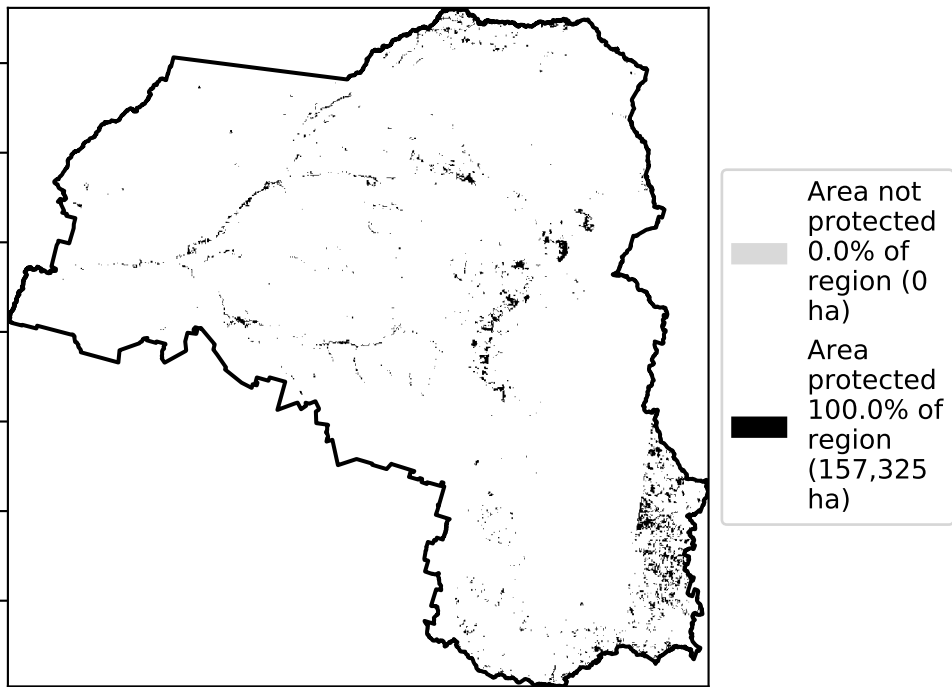 Area not
protected
0.0% of
region (0
ha)
Area
protected
100.0% of
region
(157,325
ha)